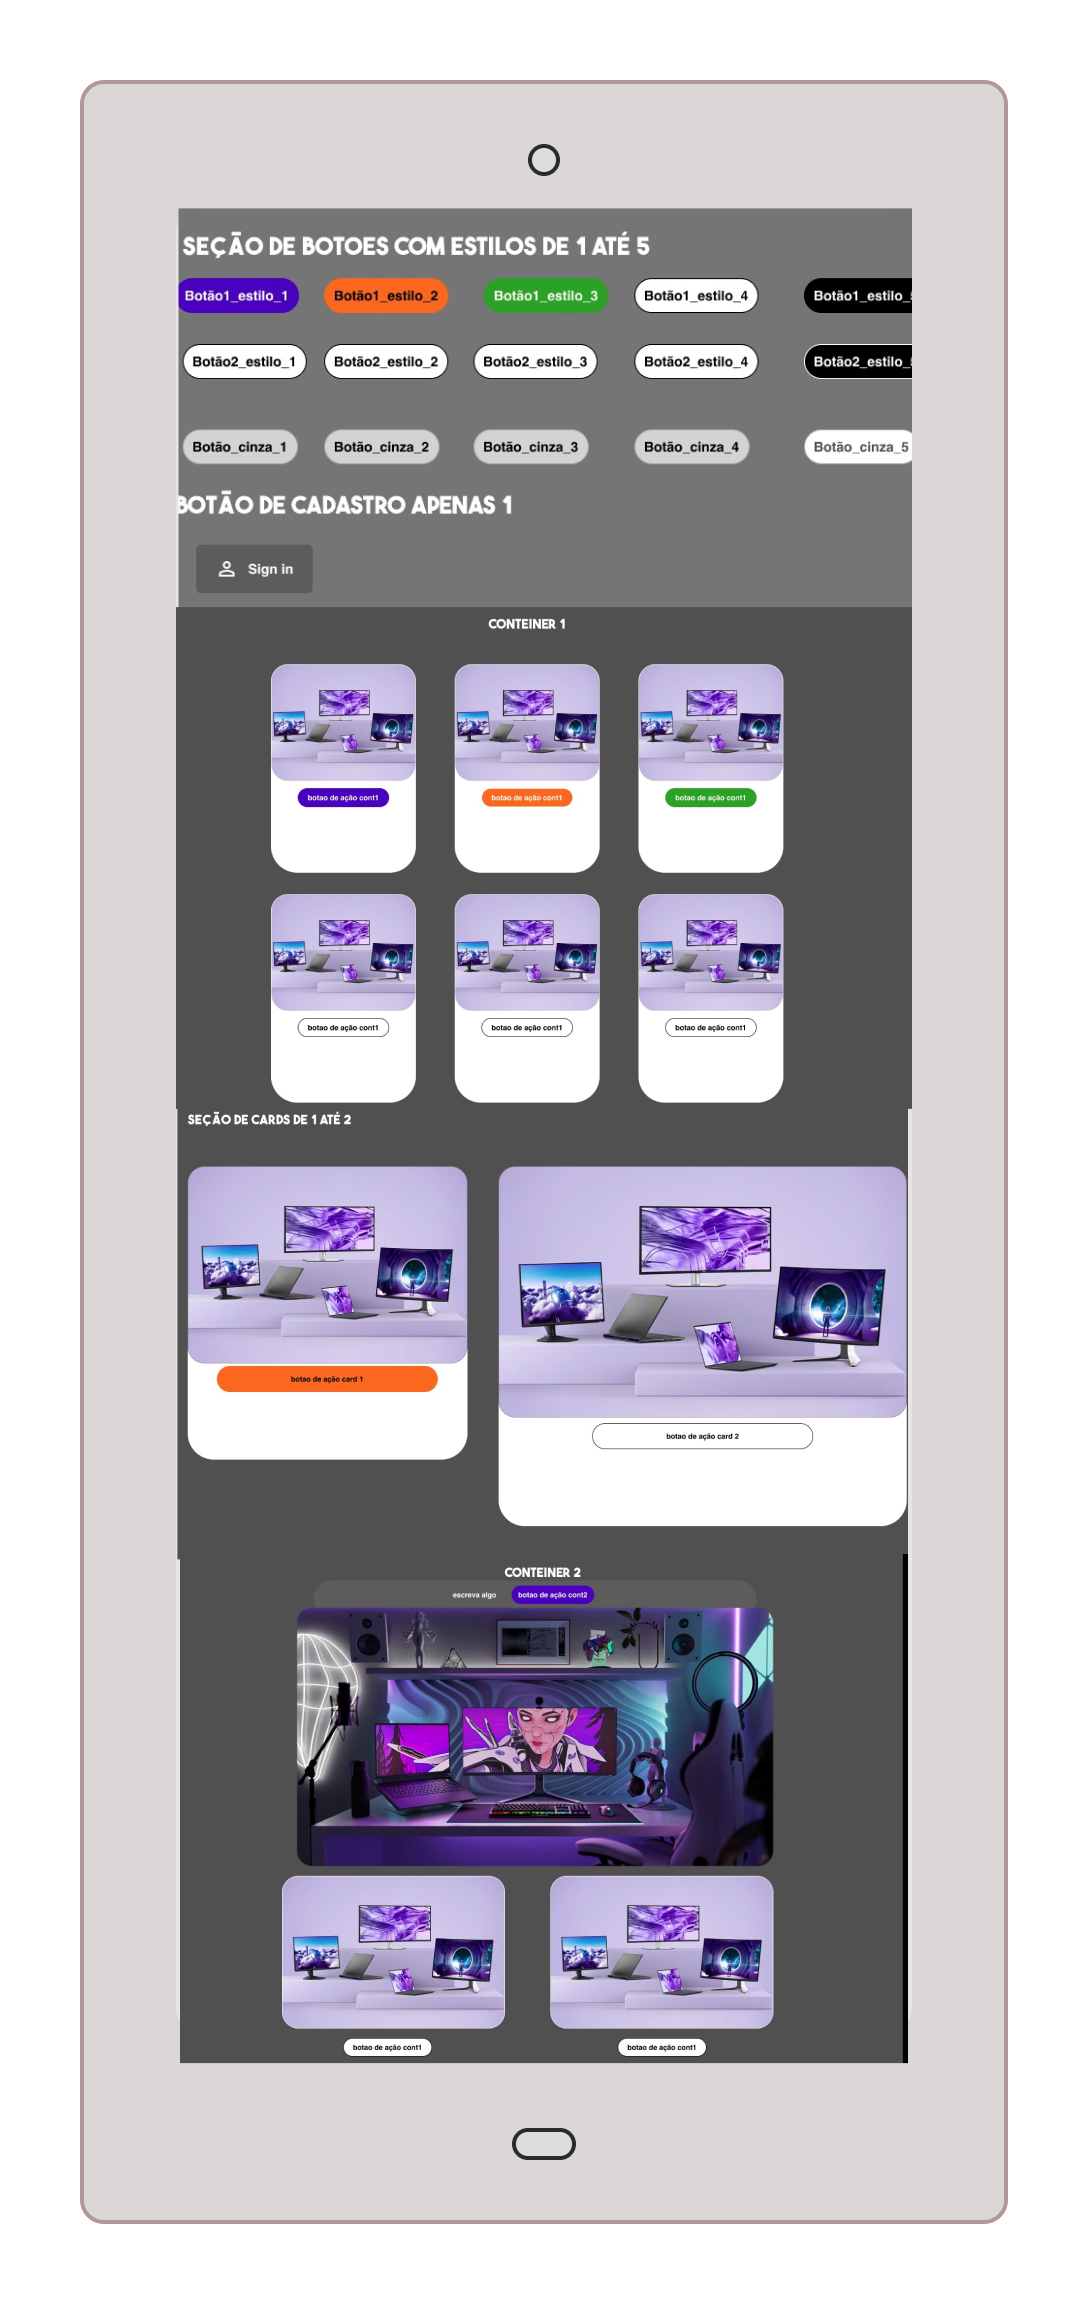 SEÇÃO DE BOTOES COM ESTILOS DE 1 ATÉ 5
Botão1_estilo_1 Botão1_estilo_2 Botão1_estilo_3 Botão1_estilo_4 Botão1_estilo_5
Botão2_estilo_1 Botão2_estilo_2 Botão2_estilo_3 Botão2_estilo_4 Botão2_estilo_5
Botão_cinza_1 Botão_cinza_2 Botão_cinza_3 Botão_cinza_4 Botão_cinza_5
BOTÃO DE CADASTRO APENAS 1
Sign in
CONTEINER 1
botao de ação cont1 botao de ação cont1 botao de ação cont1
botao de ação cont1 botao de ação cont1 botao de ação cont1
SEÇÃO DE CARDS DE 1 ATÉ 2
botao de ação card 1
botao de ação card 2
CONTEINER 2
escreva algo botao de ação cont2
botao de ação cont1 botao de ação cont1